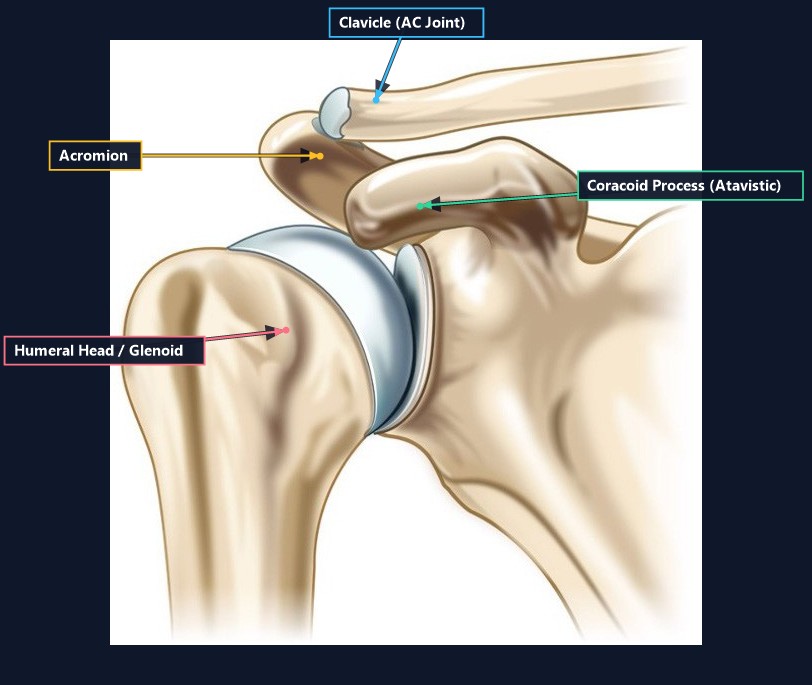 Clavicle (AC Joint)
Acromion
Coracoid Process (Atavistic)
Humeral Head / Glenoid